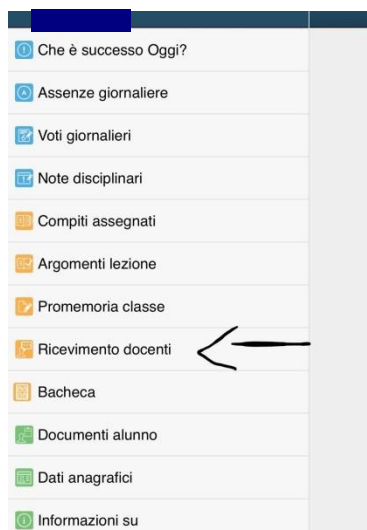 Che è successo Oggi?
Assenze giornaliere
Voti giornalieri
Note disciplinari
Compiti assegnati
Argomenti lezione
Promemoria classe
Ricevimento docenti
Bacheca
Documenti alunno
Dati anagrafici
Informazioni su